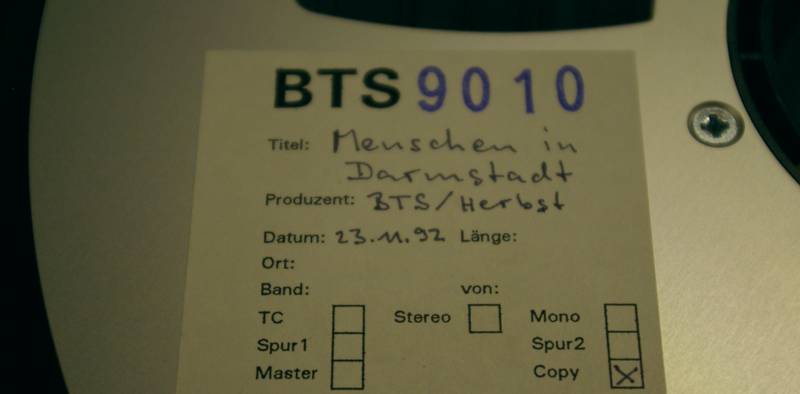 BTS 9010
Titel: Menschen in
Darmstadt
Produzent: BTS/Herbst
Datum: 23.11.92 Länge:
Ort:
Band: von:
TC Stereo Mono
Spur1 Spur2
Master Copy